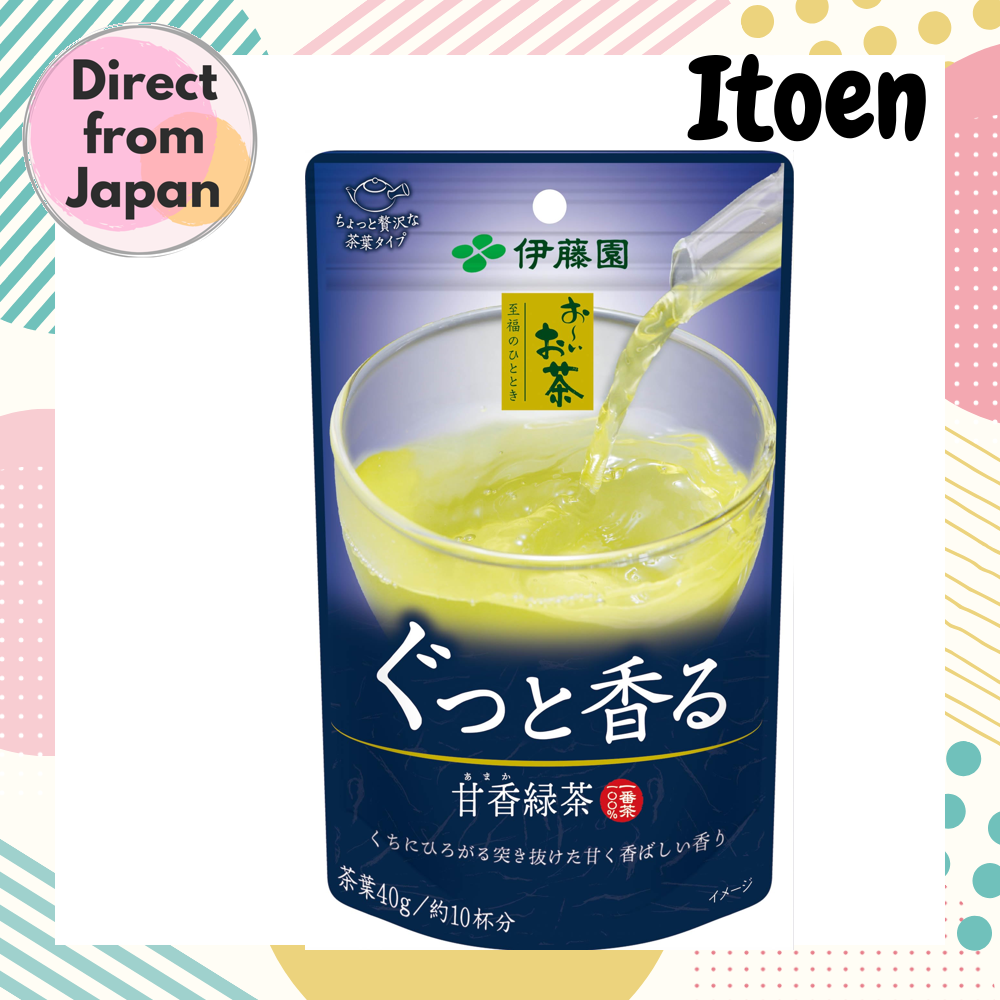 Direct
from
Japan
Itoen
ちょっと贅沢な
茶葉タイプ
伊藤園
お～い
お茶
至福のひととき
ぐっと香る
あまか
甘香緑茶
一番茶
一〇〇%
くちにひろがる突き抜けた甘く香ばしい香り
茶葉40g/約10杯分
イメージ